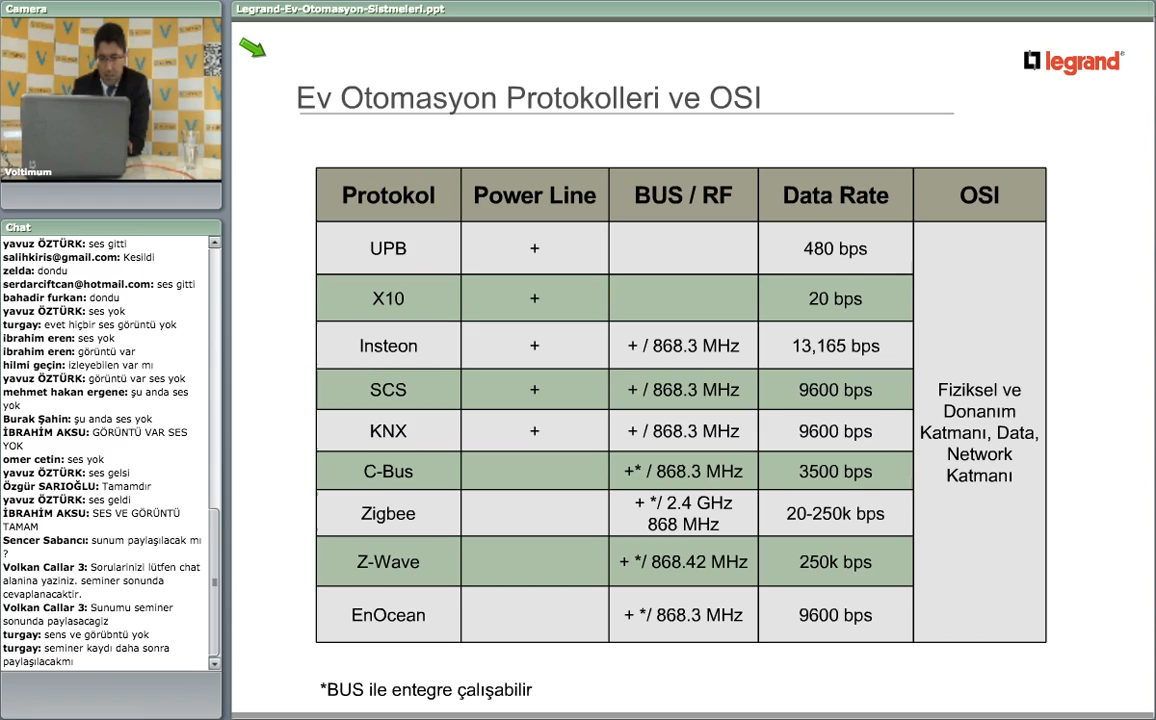 Camera
Voltimum
Chat
yavuz ÖZTÜRK: ses gitti
salihkiris@gmail.com: Kesildi
zelda: dondu
serdarciftcan@hotmail.com: ses gitti
bahadir furkan: dondu
yavuz ÖZTÜRK: ses yok
turgay: evet hiçbir ses görüntü yok
ibrahim eren: ses yok
ibrahim eren: görüntü var
hilmi geçin: izleyebilen var mı
yavuz ÖZTÜRK: görüntü var ses yok
mehmet hakan ergene: şu anda ses
yok
Burak Şahin: şu anda ses yok
İBRAHİM AKSU: GÖRÜNTÜ VAR SES
YOK
omer cetin: ses yok
yavuz ÖZTÜRK: ses gelsi
Özgür SARIOĞLU: Tamamdır
yavuz ÖZTÜRK: ses geldi
İBRAHİM AKSU: SES VE GÖRÜNTÜ
TAMAM
Sencer Sabancı: sunum paylaşılacak mı
?
Volkan Callar 3: Sorularinizi lütfen chat
alanina yaziniz. seminer sonunda
cevaplanacaktir.
Volkan Callar 3: Sunumu seminer
sonunda paylasacagiz
turgay: sens ve görübntü yok
turgay: seminer kaydı daha sonra
paylaşılacakmı
Legrand-Ev-Otomasyon-Sistmeleri.ppt
legrand®
Ev Otomasyon Protokolleri ve OSI
Protokol Power Line BUS / RF Data Rate OSI
UPB + 480 bps
X10 + 20 bps
Insteon + + / 868.3 MHz 13,165 bps
SCS + + / 868.3 MHz 9600 bps
KNX + + / 868.3 MHz 9600 bps
C-Bus +* / 868.3 MHz 3500 bps
Zigbee + */ 2.4 GHz 20-250k bps
868 MHz
Z-Wave + */ 868.42 MHz 250k bps
EnOcean + */ 868.3 MHz 9600 bps
Fiziksel ve
Donanım
Katmanı, Data,
Network
Katmanı
*BUS ile entegre çalışabilir